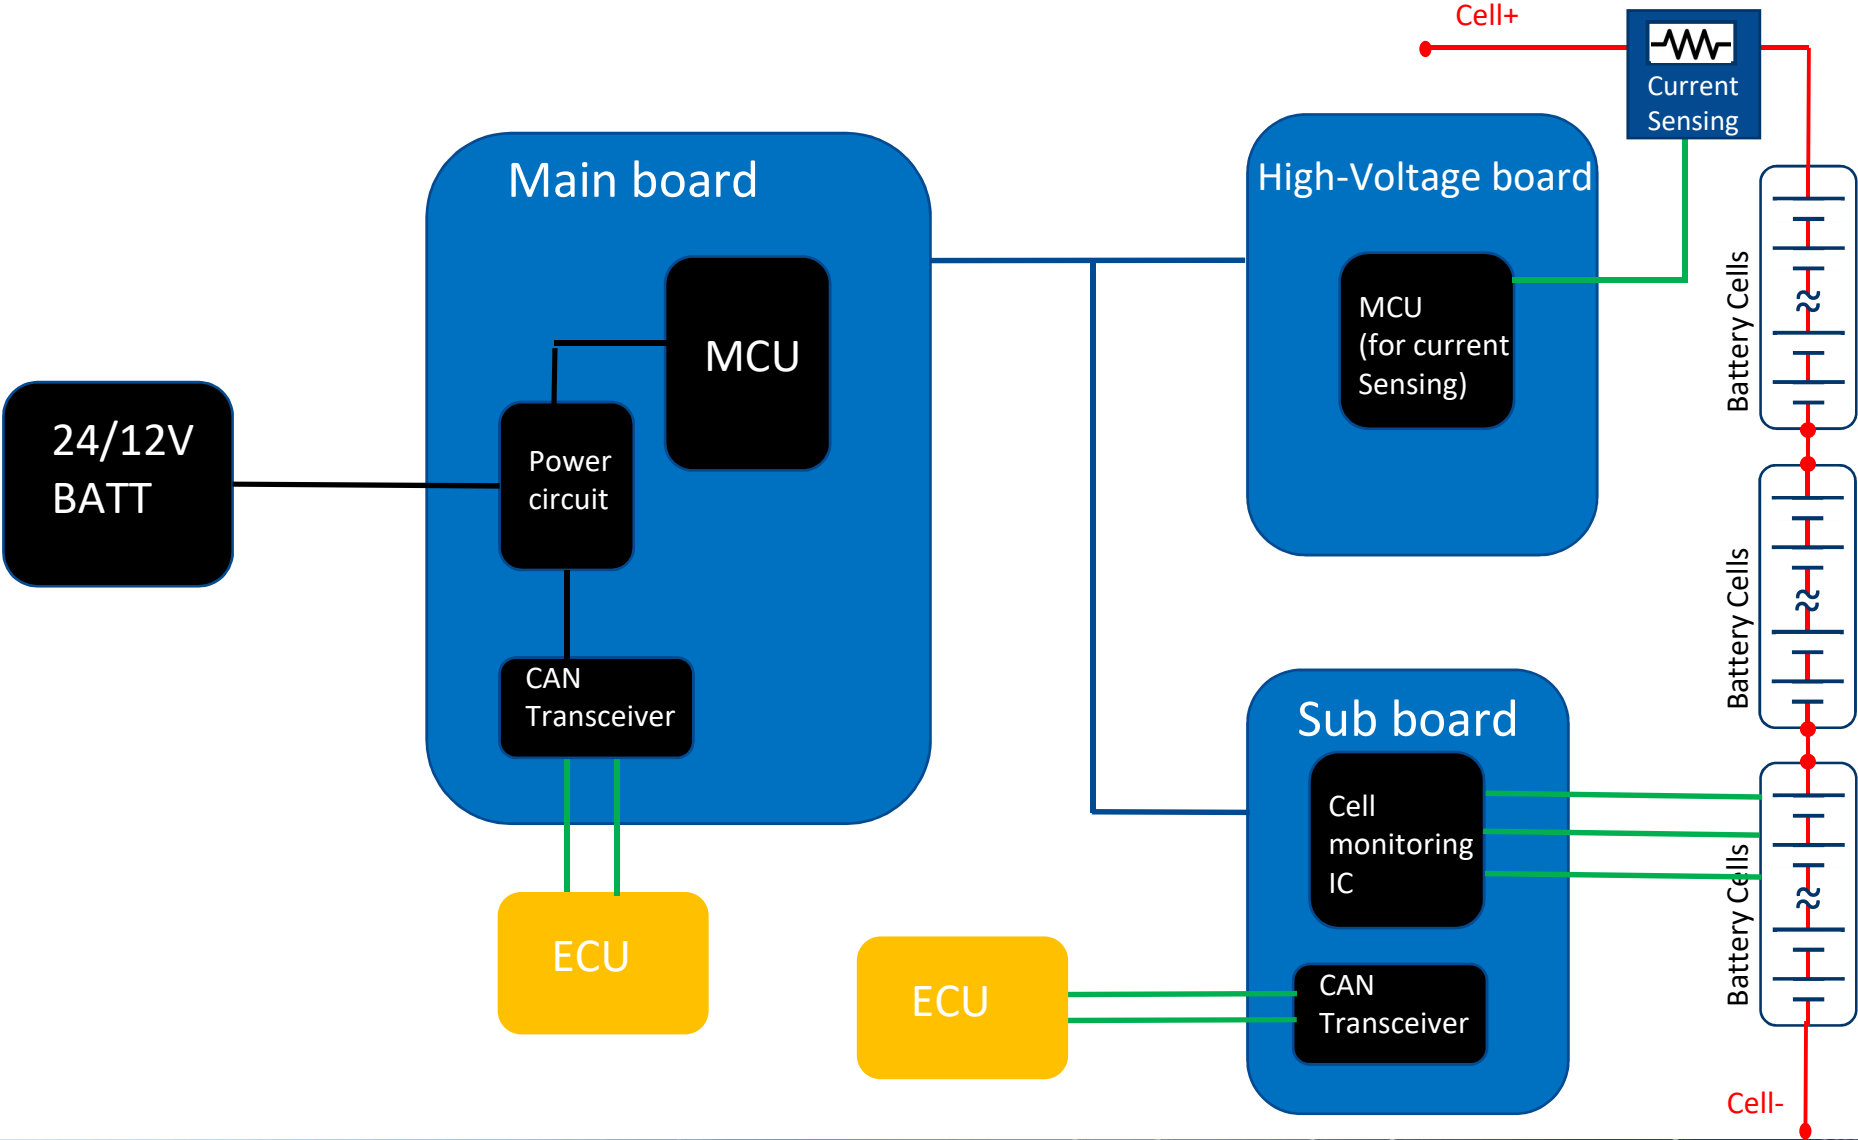 Cell+
Current
Sensing
Main board
High-Voltage board
MCU
MCU
(for current
Sensing)
Battery Cells
24/12V
BATT
Power
circuit
Battery Cells
CAN
Transceiver
Sub board
Cell
monitoring
IC
Battery Cells
ECU
ECU
CAN
Transceiver
Cell-